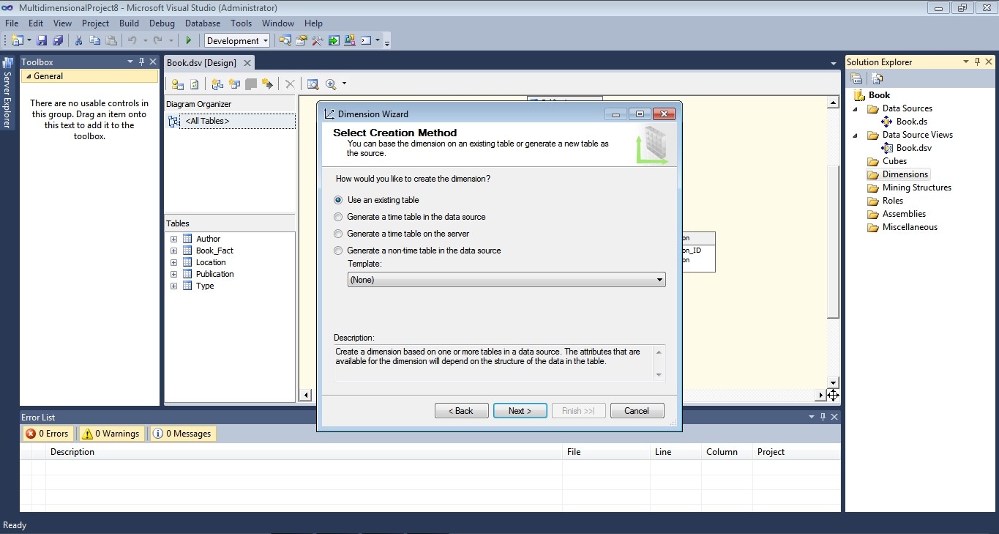 MultidimensionalProject8 - Microsoft Visual Studio (Administrator)
File Edit View Project Build Debug Database Tools Window Help
Development
Server Explorer
Toolbox
General
There are no usable controls in
this group. Drag an item onto
this text to add it to the
toolbox.
Book.dsv [Design]
Diagram Organizer
<All Tables>
Tables
Author
Book_Fact
Location
Publication
Type
Dimension Wizard
Select Creation Method
You can base the dimension on an existing table or generate a new table as
the source.
How would you like to create the dimension?
Use an existing table
Generate a time table in the data source
Generate a time table on the server
Generate a non-time table in the data source
Template:
(None)
Description:
Create a dimension based on one or more tables in a data source. The attributes that are
available for the dimension will depend on the structure of the data in the table.
< Back Next > Finish >>| Cancel
on
on_ID
on
Solution Explorer
Book
Data Sources
Book.ds
Data Source Views
Book.dsv
Cubes
Dimensions
Mining Structures
Roles
Assemblies
Miscellaneous
Error List
0 Errors 0 Warnings 0 Messages
Description File Line Column Project
Ready